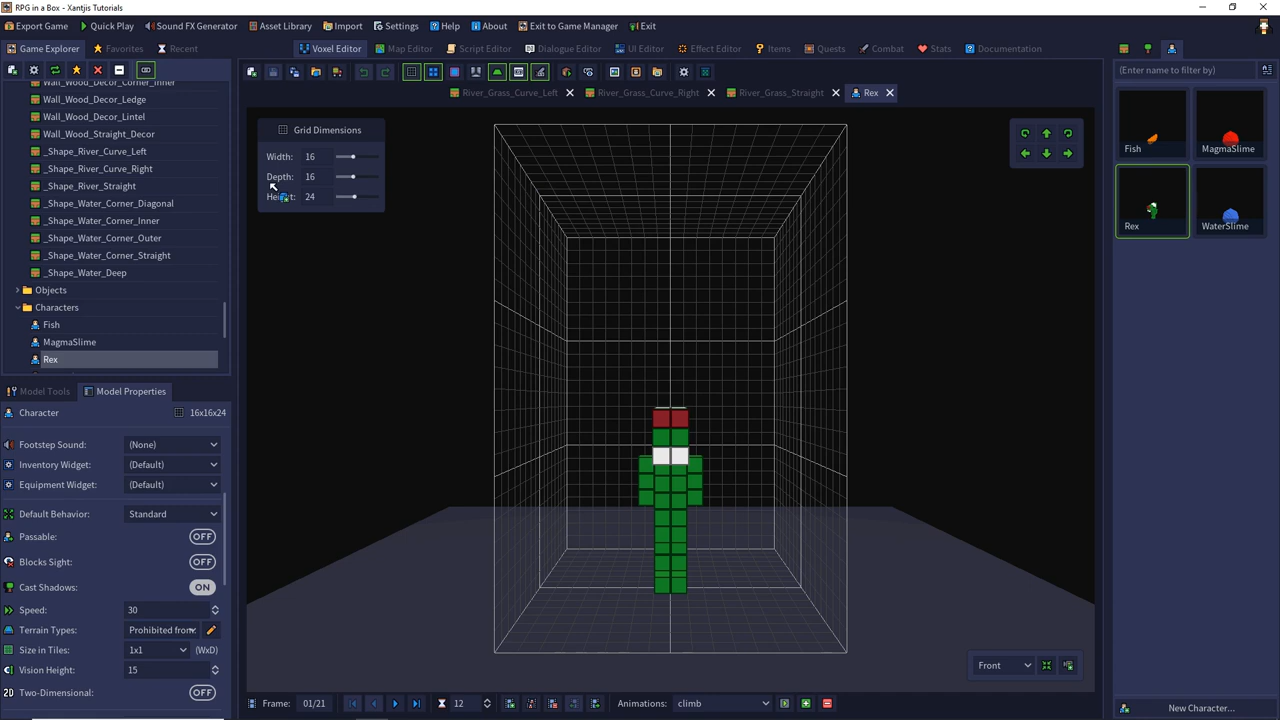 RPG in a Box - Xantjis Tutorials
Export Game Quick Play Sound FX Generator Asset Library Import Settings Help About Exit to Game Manager Exit
Game Explorer Favorites Recent Voxel Editor Map Editor Script Editor Dialogue Editor UI Editor Effect Editor Items Quests Combat Stats Documentation
(Enter name to filter by)
River_Grass_Curve_Left River_Grass_Curve_Right River_Grass_Straight Rex
Wall_Wood_Decor_Corner_Inner
Wall_Wood_Decor_Ledge
Wall_Wood_Decor_Lintel
Wall_Wood_Straight_Decor
_Shape_River_Curve_Left
_Shape_River_Curve_Right
_Shape_River_Straight
_Shape_Water_Corner_Diagonal
_Shape_Water_Corner_Inner
_Shape_Water_Corner_Outer
_Shape_Water_Corner_Straight
_Shape_Water_Deep
Objects
Characters
Fish
MagmaSlime
Rex
Model Tools Model Properties
Character 16x16x24
Footstep Sound: (None)
Inventory Widget: (Default)
Equipment Widget: (Default)
Default Behavior: Standard
Passable: OFF
Blocks Sight: OFF
Cast Shadows: ON
Speed: 30
Terrain Types: Prohibited from:
Size in Tiles: 1x1 (WxD)
Vision Height: 15
Two-Dimensional: OFF
2D
Grid Dimensions
Width: 16
Depth: 16
Height: 24
Front
Frame: 01/21 12 Animations: climb
Fish MagmaSlime
Rex WaterSlime
New Character...